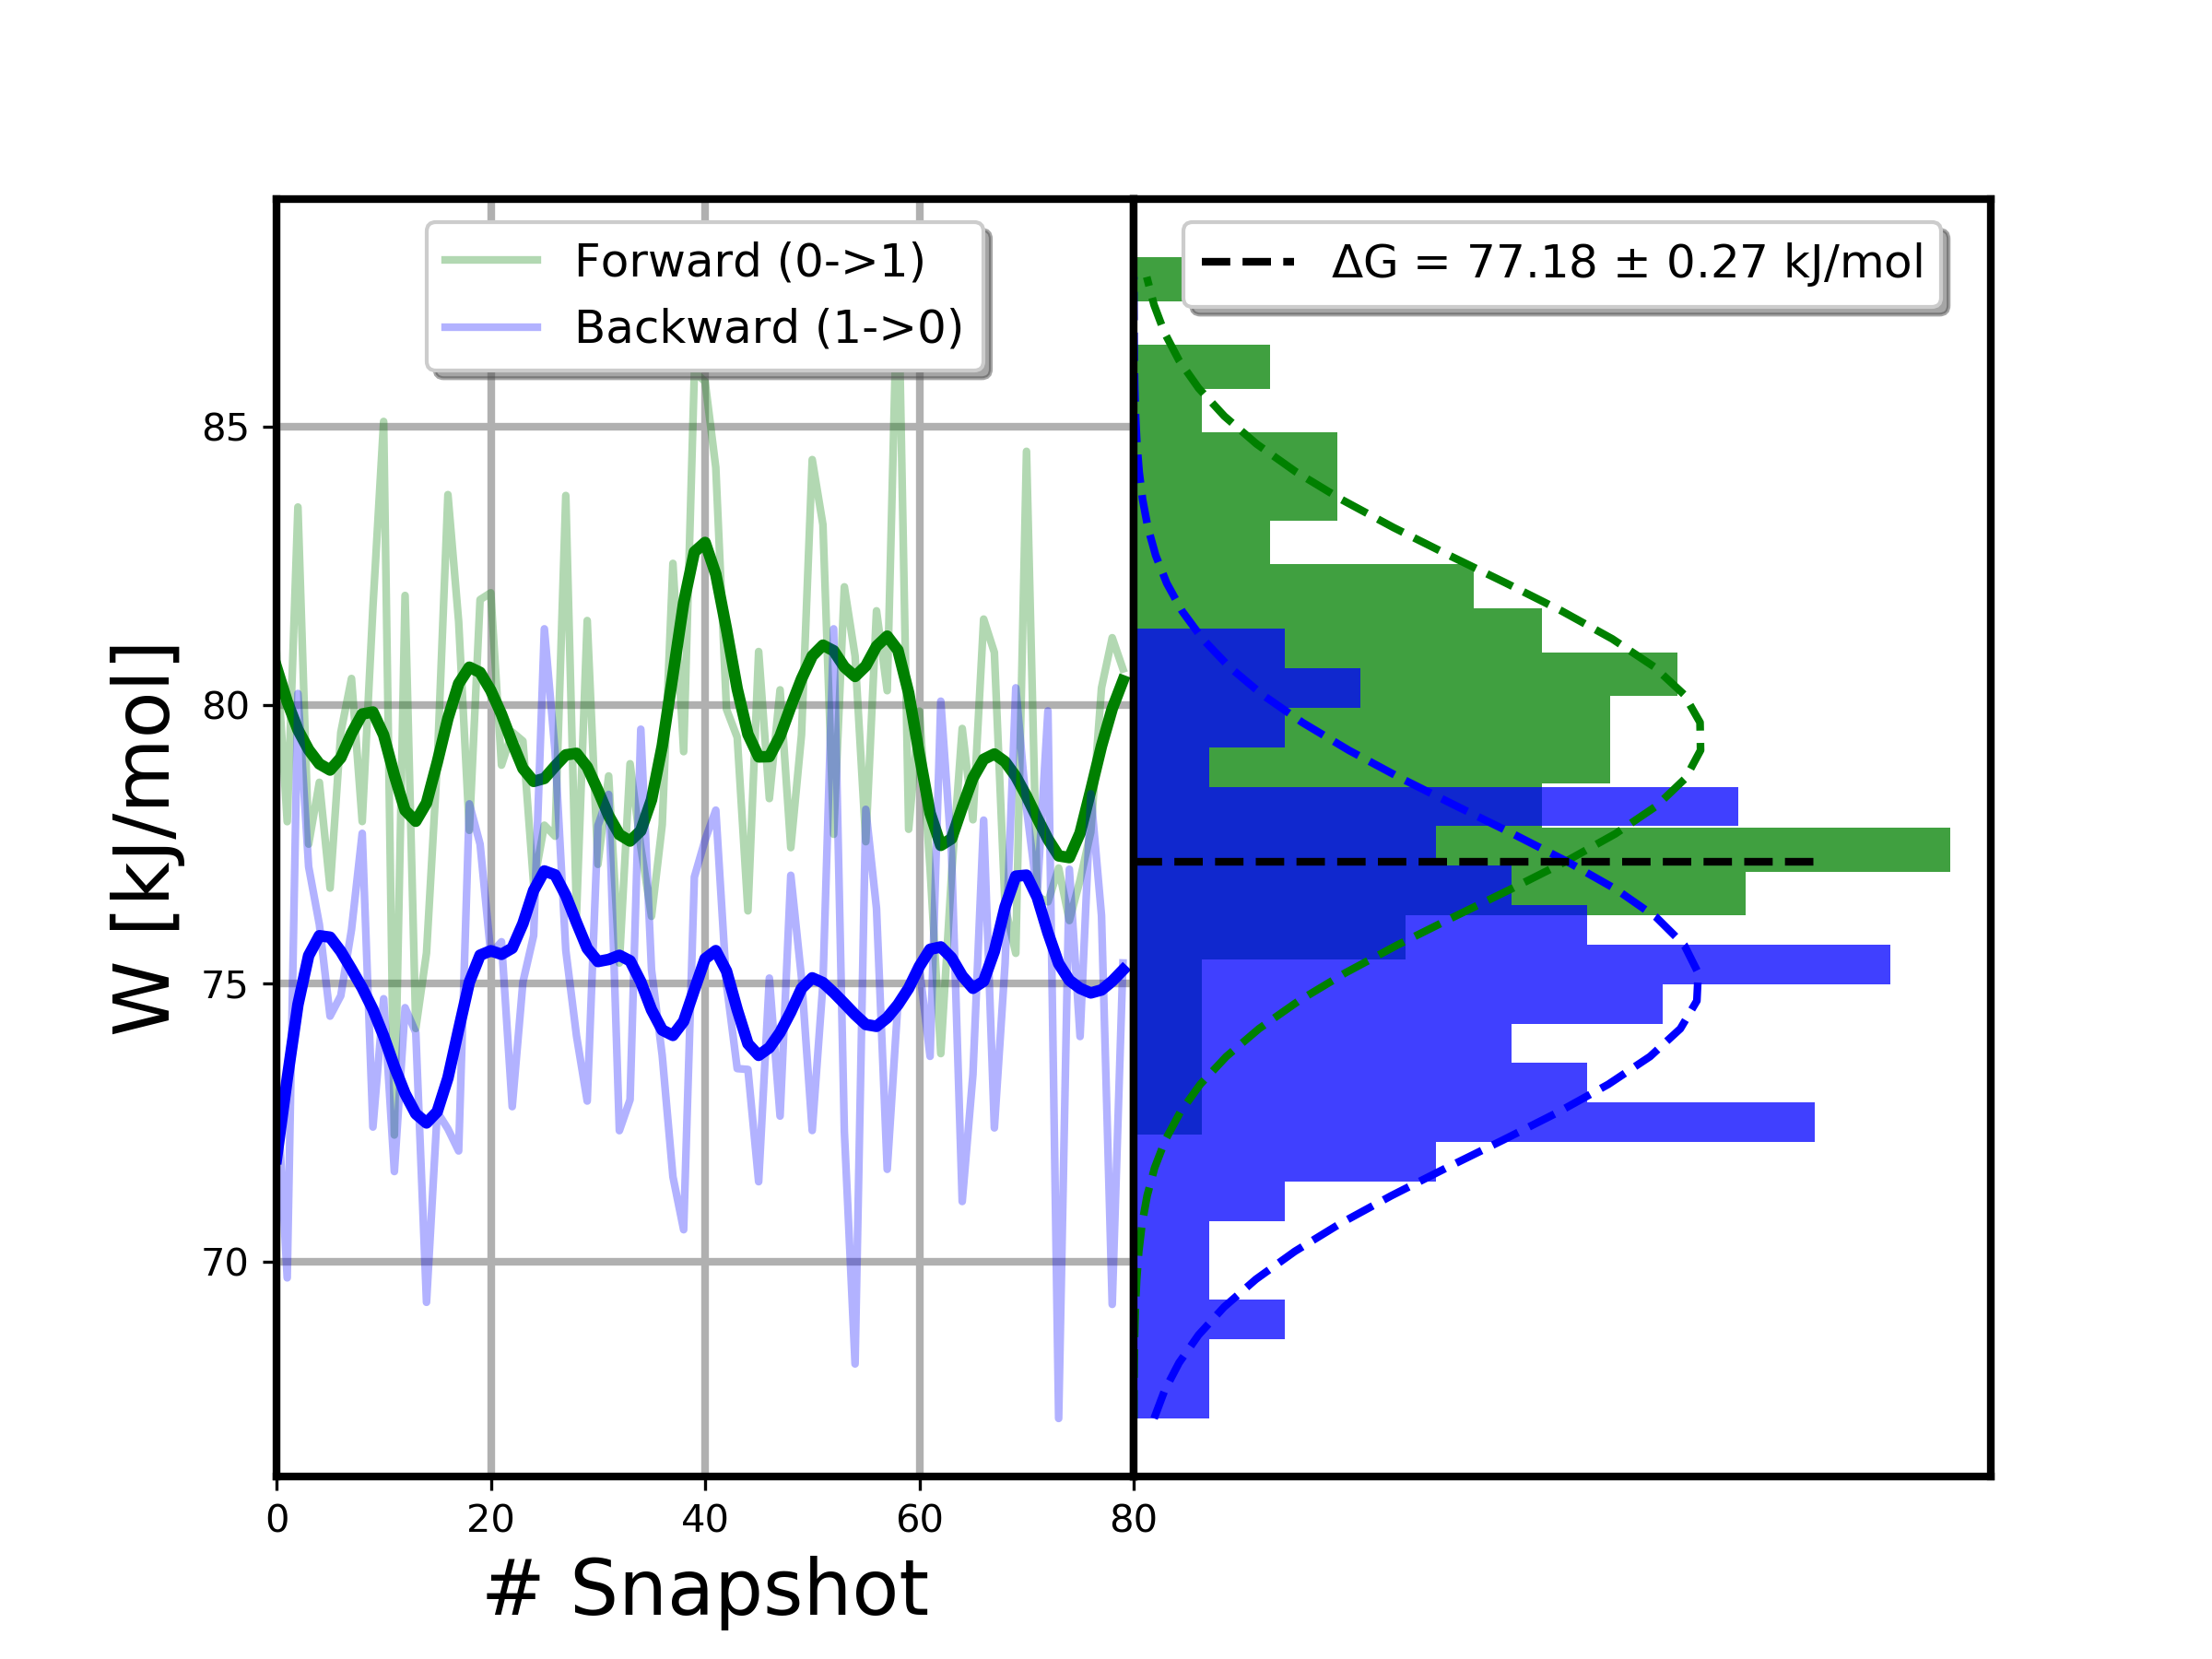 Forward (0->1)
Backward (1->0)
ΔG = 77.18 ± 0.27 kJ/mol
85
80
75
70
W [kJ/mol]
0 20 40 60 80
# Snapshot